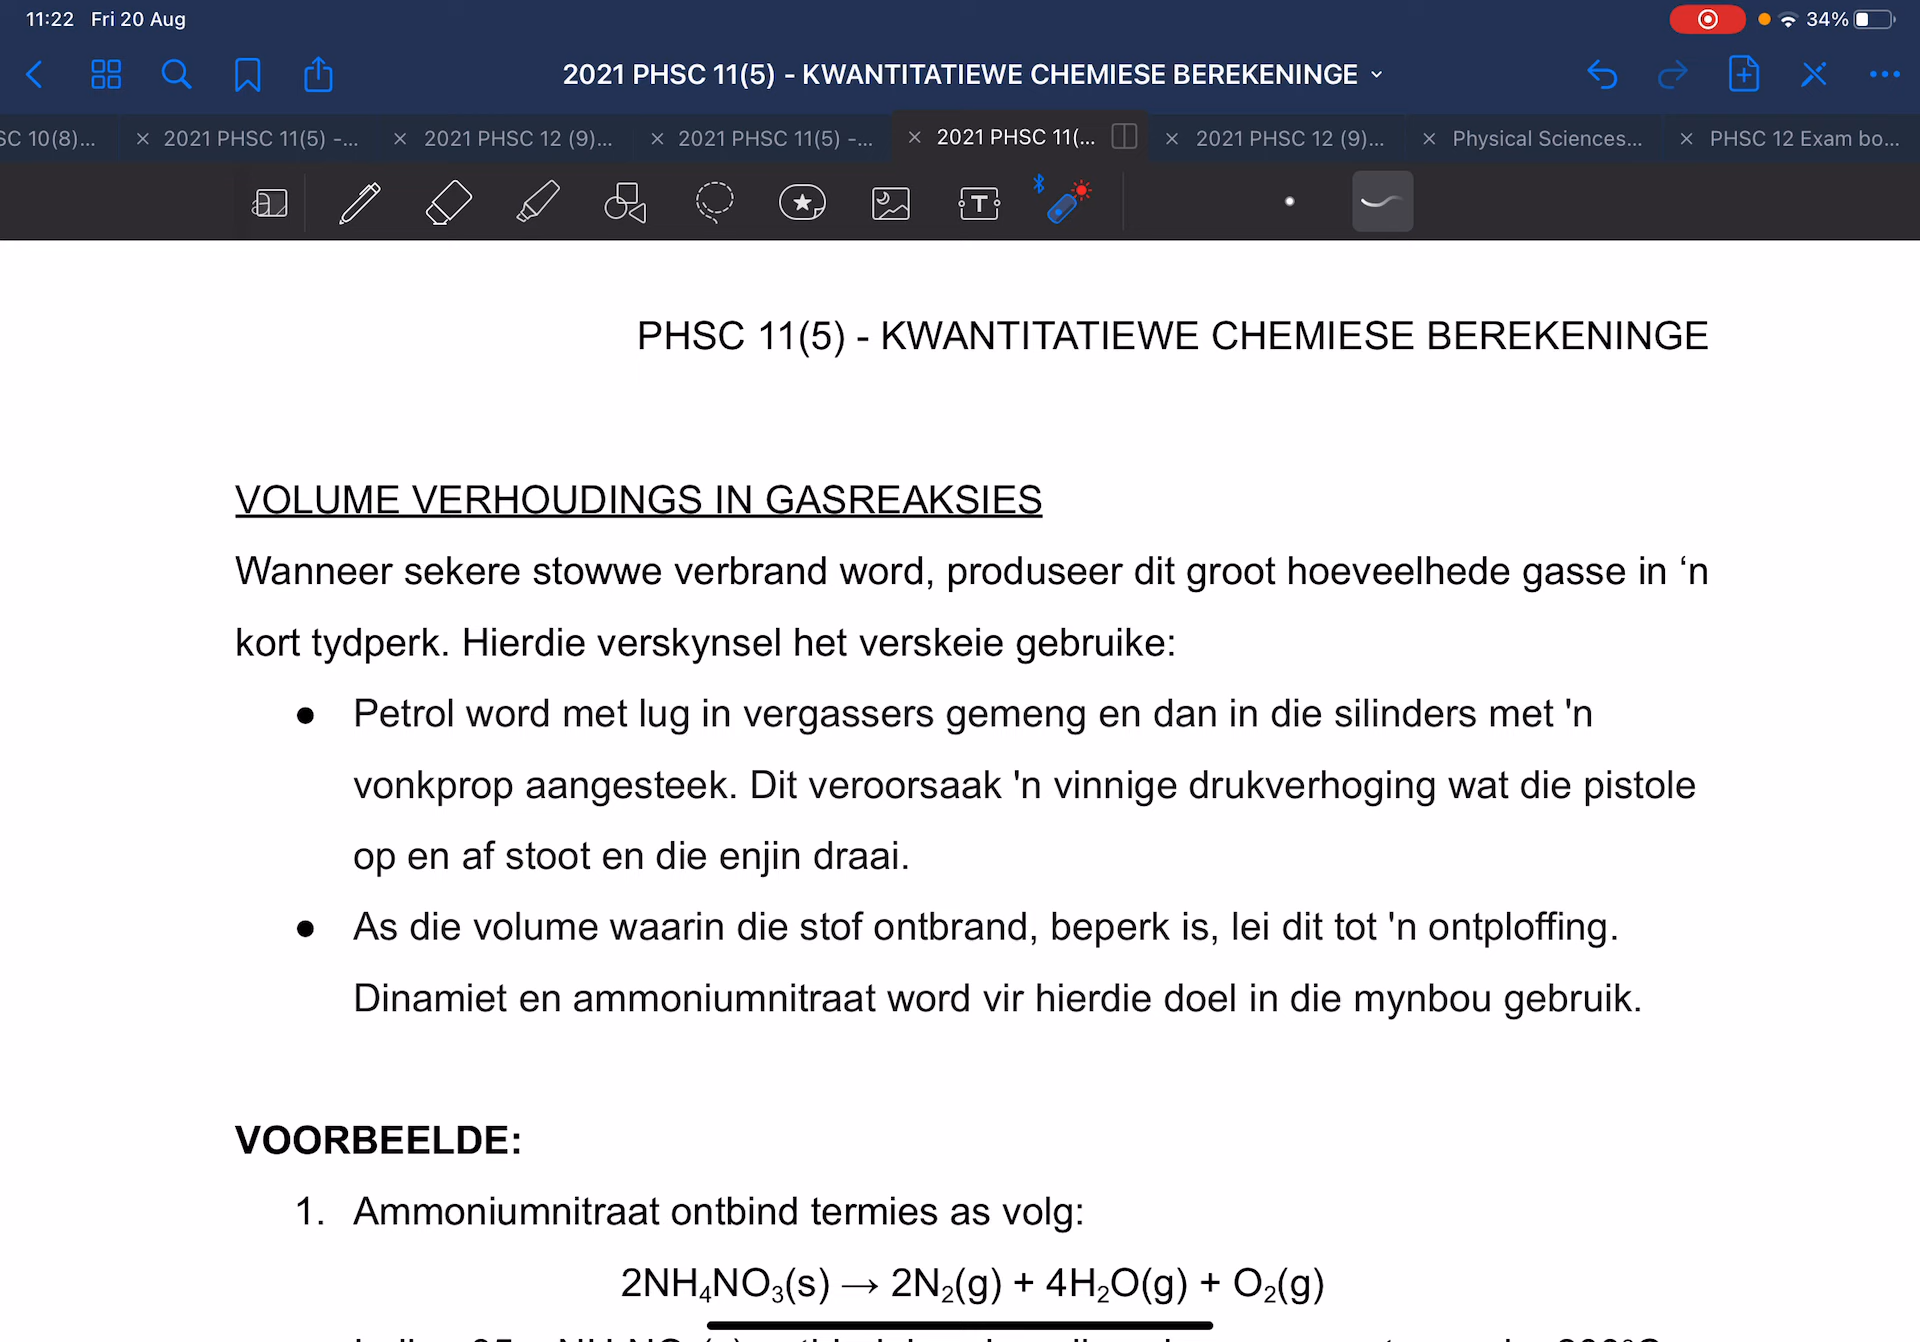 11:22 Fri 20 Aug
34%
2021 PHSC 11(5) - KWANTITATIEWE CHEMIESE BEREKENINGE
SC 10(8)... × 2021 PHSC 11(5) -... × 2021 PHSC 12 (9)... × 2021 PHSC 11(5) -... × 2021 PHSC 11(... × 2021 PHSC 12 (9)... × Physical Sciences... × PHSC 12 Exam bo...
T
PHSC 11(5) - KWANTITATIEWE CHEMIESE BEREKENINGE
VOLUME VERHOUDINGS IN GASREAKSIES
Wanneer sekere stowwe verbrand word, produseer dit groot hoeveelhede gasse in ‘n
kort tydperk. Hierdie verskynsel het verskeie gebruike:
● Petrol word met lug in vergassers gemeng en dan in die silinders met 'n
vonkprop aangesteek. Dit veroorsaak 'n vinnige drukverhoging wat die pistole
op en af stoot en die enjin draai.
● As die volume waarin die stof ontbrand, beperk is, lei dit tot 'n ontploffing.
Dinamiet en ammoniumnitraat word vir hierdie doel in die mynbou gebruik.
VOORBEELDE:
1. Ammoniumnitraat ontbind termies as volg:
2NH₄NO₃(s) → 2N₂(g) + 4H₂O(g) + O₂(g)